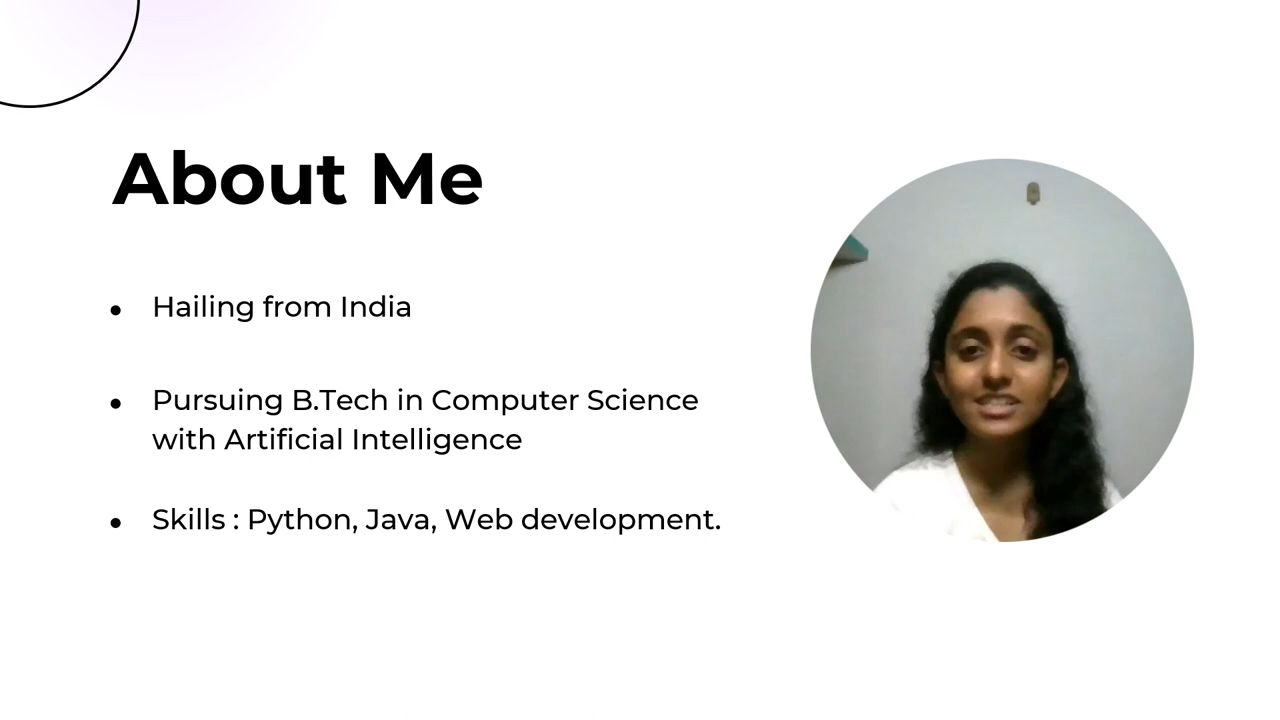 About Me
• Hailing from India
• Pursuing B.Tech in Computer Science
with Artificial Intelligence
• Skills : Python, Java, Web development.